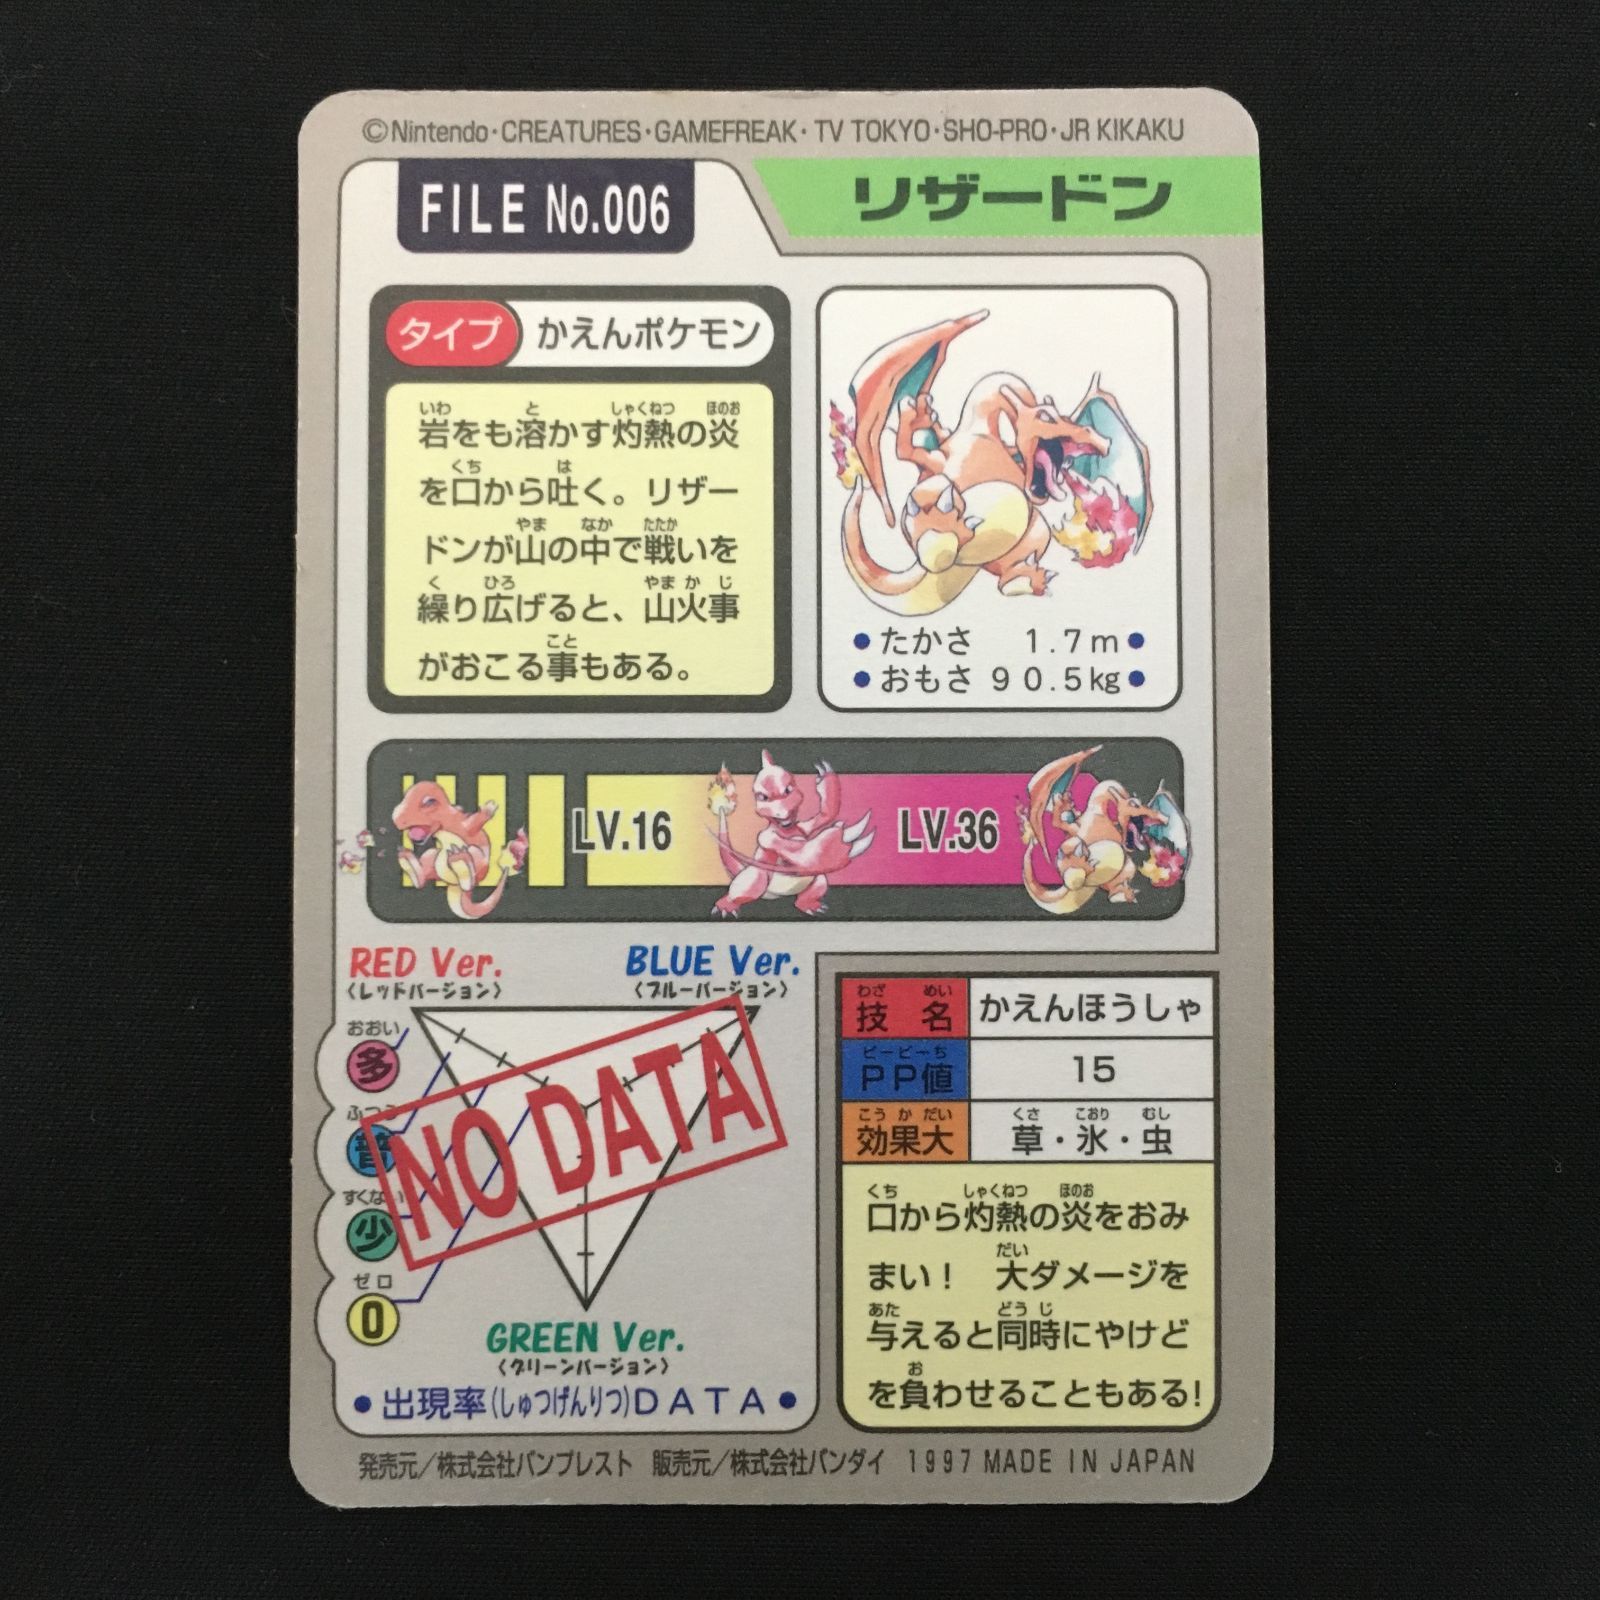 ©Nintendo・CREATURES・GAMEFREAK・TV TOKYO・SHO-PRO・JR KIKAKU
FILE No.006
リザードン
タイプ かえんポケモン
いわ と しゃくねつ ほのお
岩をも溶かす灼熱の炎
くち は
を口から吐く。リザー
やま なか たたか
ドンが山の中で戦いを
く ひろ やま か じ
繰り広げると、山火事
こと
がおこる事もある。
●たかさ 1.7m●
●おもさ 90.5kg●
LV.16
LV.36
RED Ver.
〈レッドバージョン〉
BLUE Ver.
〈ブルーバージョン〉
おおい
多
ふつう
普
すくない
少
ゼロ
0
NO DATA
GREEN Ver.
〈グリーンバージョン〉
●出現率(しゅつげんりつ)DATA●
わざ めい
技名 かえんほうしゃ
ピーピーち
PP値 15
こう か だい くさ こおり むし
効果大 草・氷・虫
くち しゃくねつ ほのお
口から灼熱の炎をおみ
だい
まい! 大ダメージを
あた どう じ
与えると同時にやけど
お
を負わせることもある!
発売元/株式会社バンプレスト 販売元/株式会社バンダイ 1997 MADE IN JAPAN